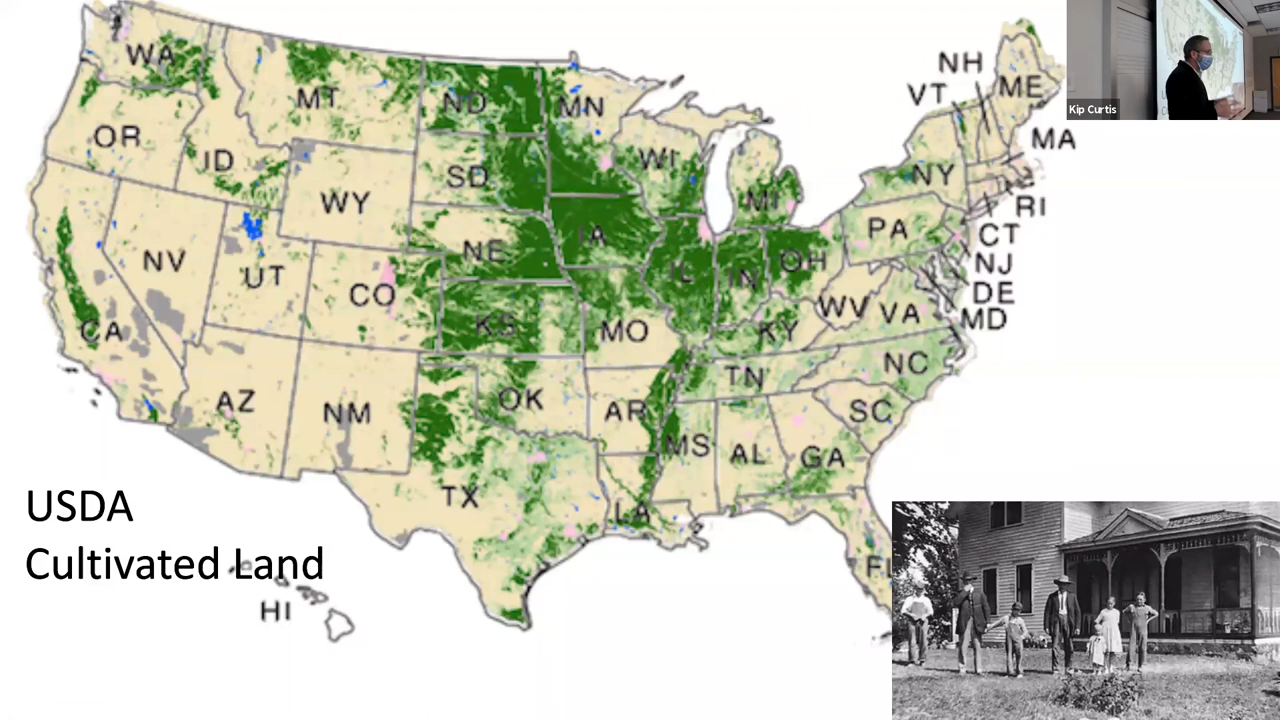 Kip Curtis
WA
MT
ND
MN
NH
VT
ME
OR
ID
SD
WI
MA
WY
MI
NY
RI
NE
IA
PA
CT
NV
UT
CO
IL
IN
OH
NJ
DE
MD
CA
KS
MO
KY
WV
VA
AZ
NM
OK
AR
TN
NC
SC
MS
AL
GA
TX
LA
FL
USDA
Cultivated Land
HI